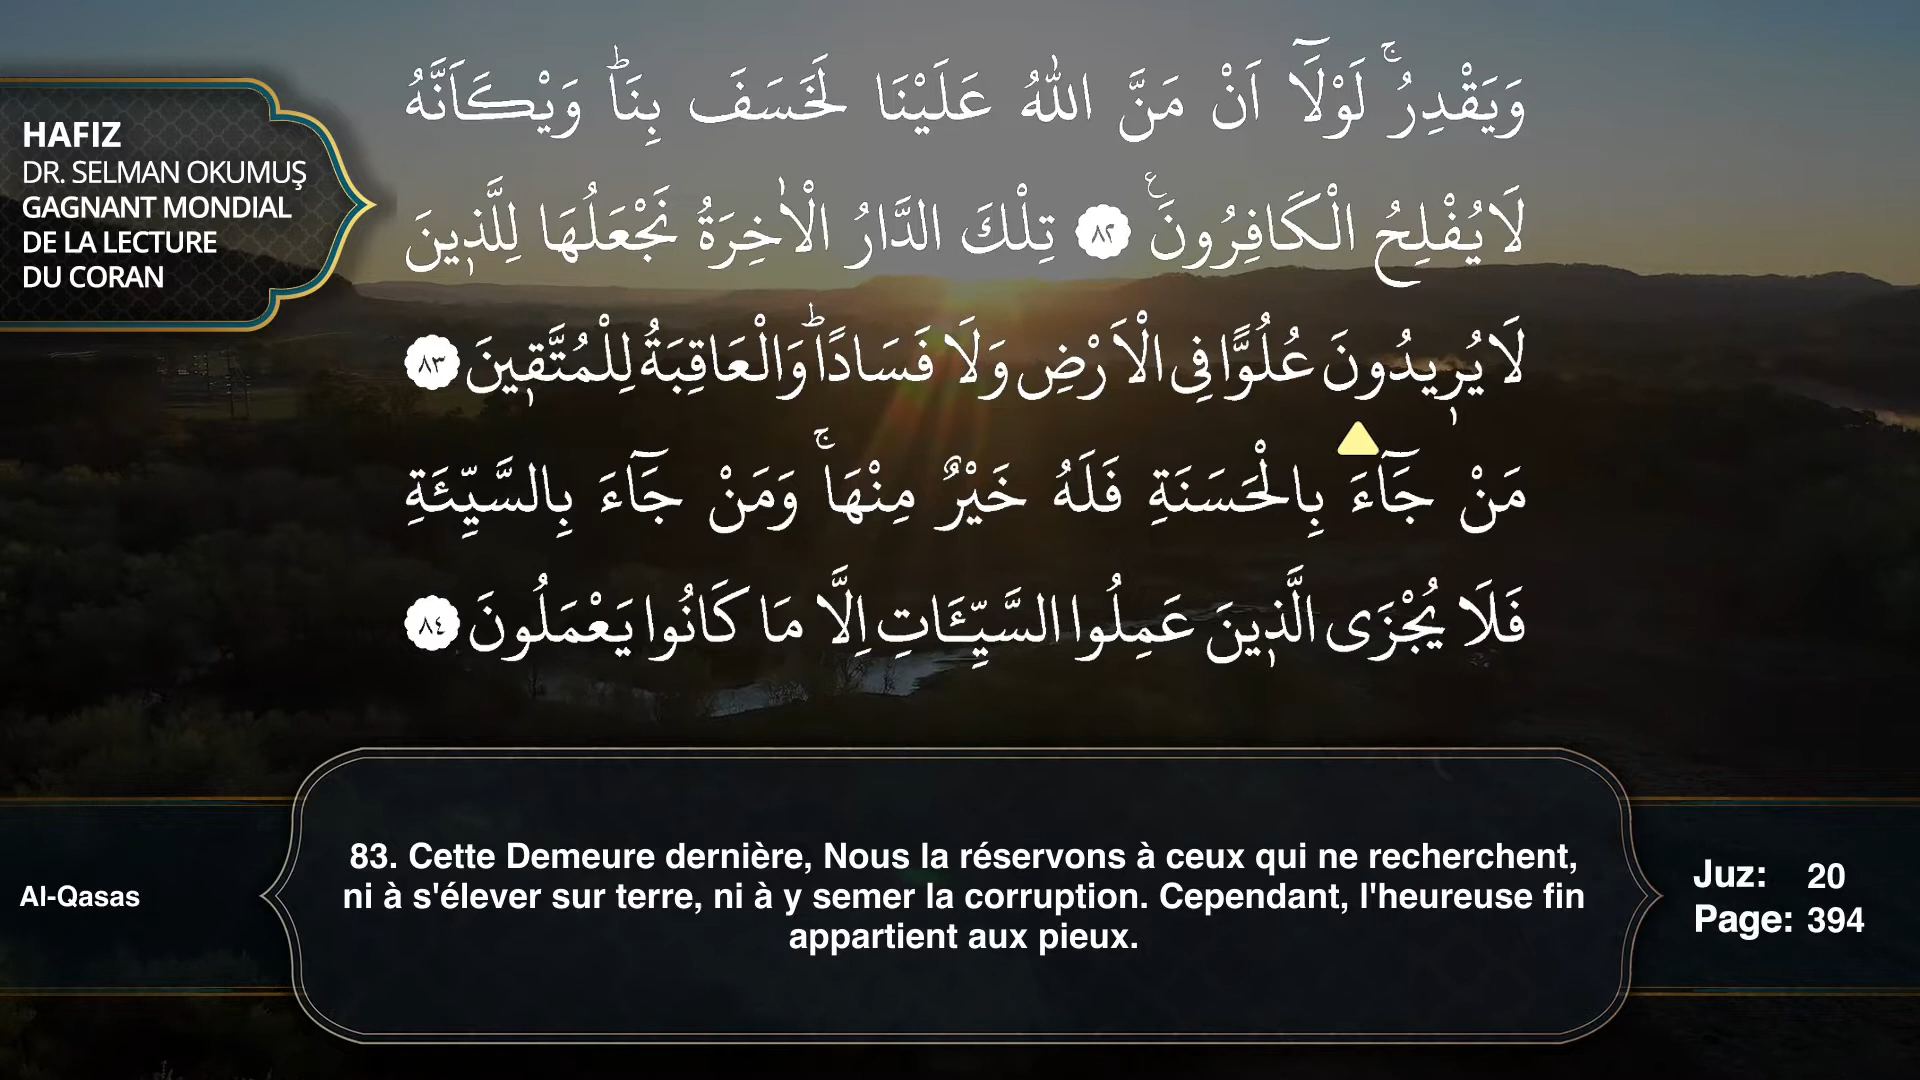 HAFIZ
DR. SELMAN OKUMUŞ
GAGNANT MONDIAL
DE LA LECTURE
DU CORAN
وَيَقْدِرُۚ لَوْلَٓا اَنْ مَنَّ اللّٰهُ عَلَيْنَا لَخَسَفَ بِنَاۜ وَيْكَاَنَّهُ
لَا يُفْلِحُ الْكَافِرُونَ۟ ٨٢ تِلْكَ الدَّارُ الْاٰخِرَةُ نَجْعَلُهَا لِلَّذ۪ينَ
لَا يُر۪يدُونَ عُلُوًّا فِي الْاَرْضِ وَلَا فَسَادًاۜ وَالْعَاقِبَةُ لِلْمُتَّق۪ينَ ٨٣
مَنْ جَٓاءَ بِالْحَسَنَةِ فَلَهُ خَيْرٌ مِنْهَاۚ وَمَنْ جَٓاءَ بِالسَّيِّئَةِ
فَلَا يُجْزَى الَّذ۪ينَ عَمِلُوا السَّيِّـَٔاتِ اِلَّا مَا كَانُوا يَعْمَلُونَ ٨٤
83. Cette Demeure dernière, Nous la réservons à ceux qui ne recherchent,
ni à s'élever sur terre, ni à y semer la corruption. Cependant, l'heureuse fin
appartient aux pieux.
Al-Qasas
Juz: 20
Page: 394